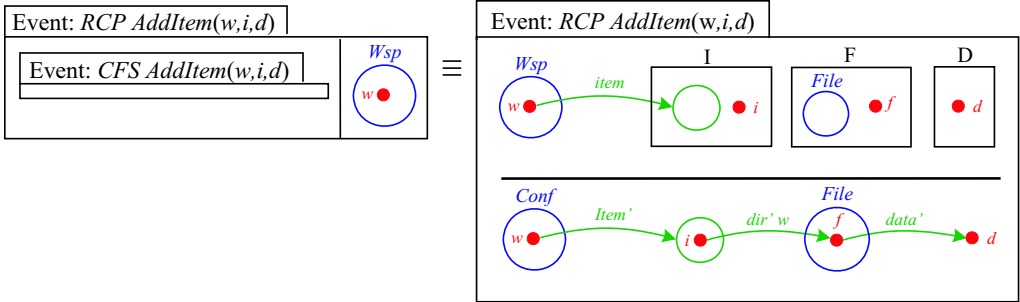 Event: RCP AddItem(w,i,d)
Event: CFS AddItem(w,i,d)
Wsp
w
≡
Event: RCP AddItem(w,i,d)
I F D
Wsp item File
w i f d
Conf Item’ dir’ w File data’
w i f d